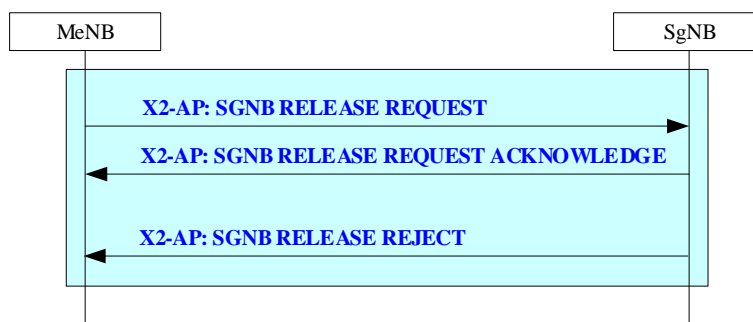 MeNB
SgNB
X2-AP: SGNB RELEASE REQUEST
X2-AP: SGNB RELEASE REQUEST ACKNOWLEDGE
X2-AP: SGNB RELEASE REJECT